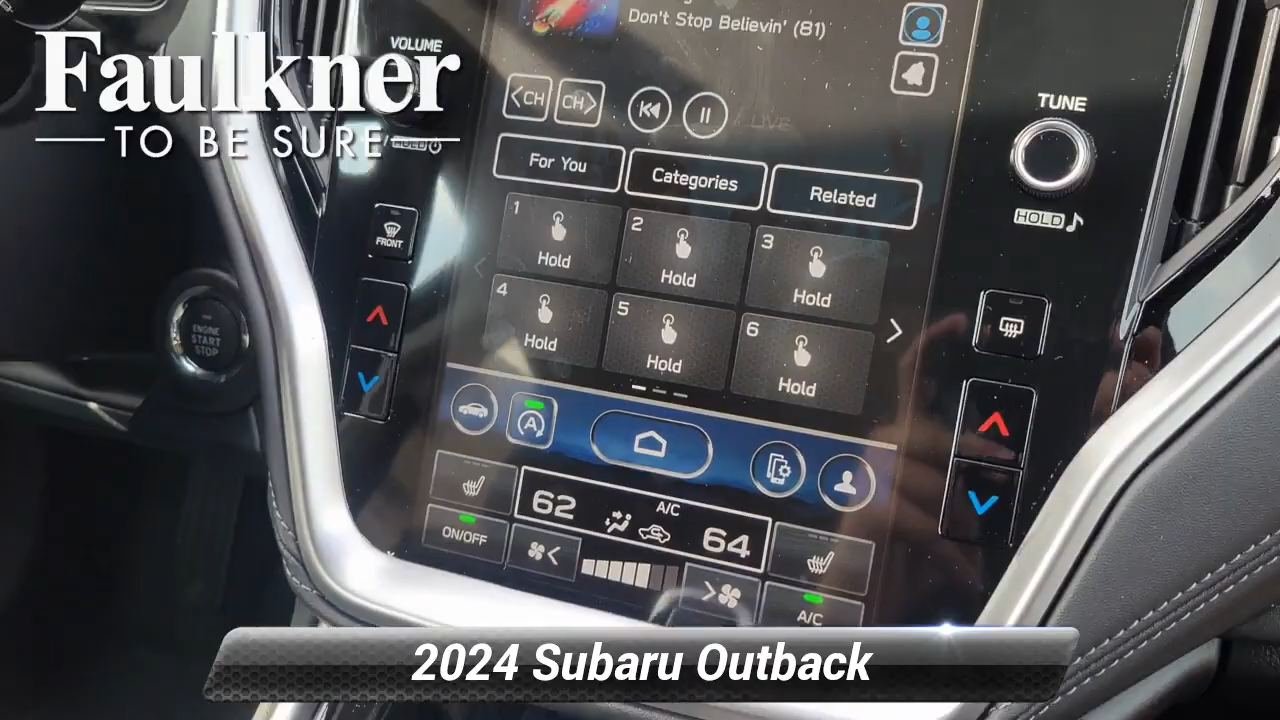 Don't Stop Believin' (81)
VOLUME
Faulkner
TO BE SURE
HOLD
<CH
CH>
LIVE
TUNE
HOLD
For You
Categories
Related
FRONT
1
Hold
2
Hold
3
Hold
4
Hold
5
Hold
6
Hold
ENGINE
START
STOP
A
62
A/C
64
ON/OFF
A/C
2024 Subaru Outback